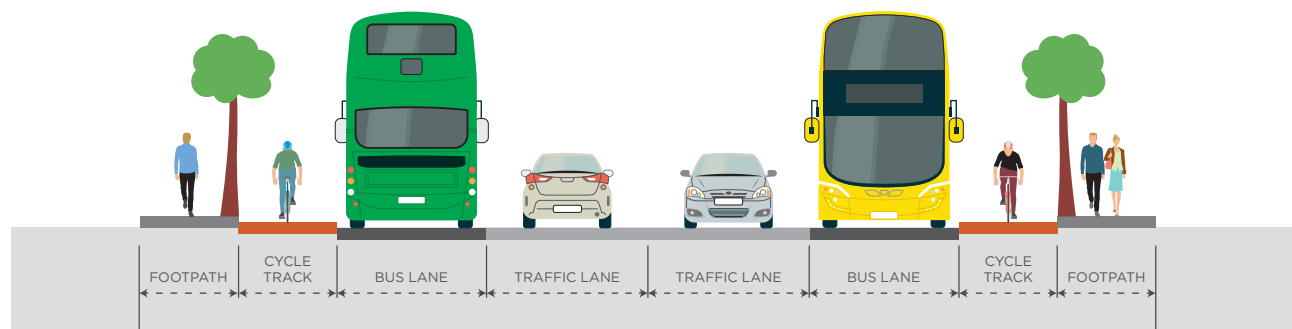 FOOTPATH
CYCLE
TRACK
BUS LANE
TRAFFIC LANE
TRAFFIC LANE
BUS LANE
CYCLE
TRACK
FOOTPATH